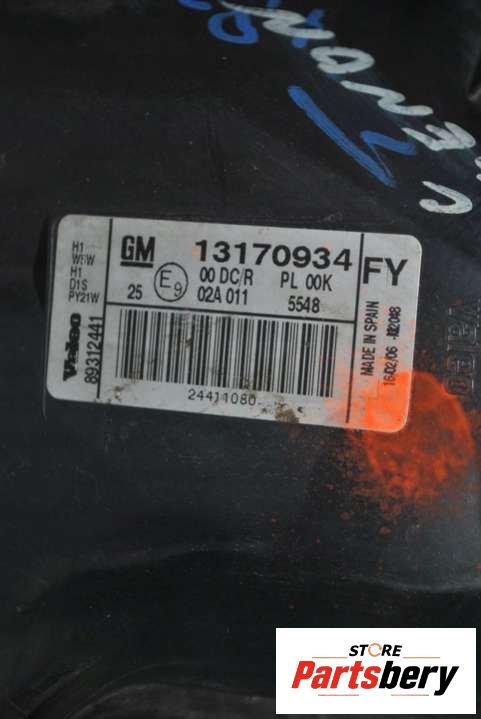 XENON
H1
W5W
H1
D1S
PY21W
Valeo
89312441
GM 13170934 FY
25 E9 00 DC/R PL 00K
02A 011 5548
MADE IN SPAIN
24411080
STORE
Partsbery